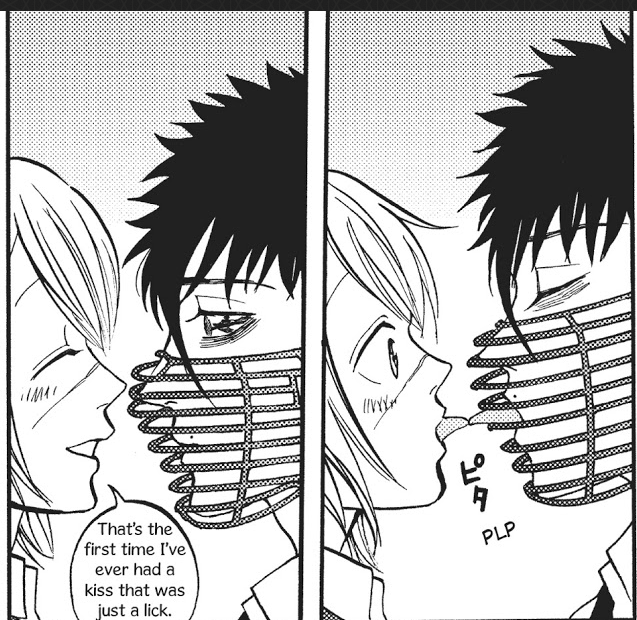 ピタ
PLP
That's the
first time I've
ever had a
kiss that was
just a lick.